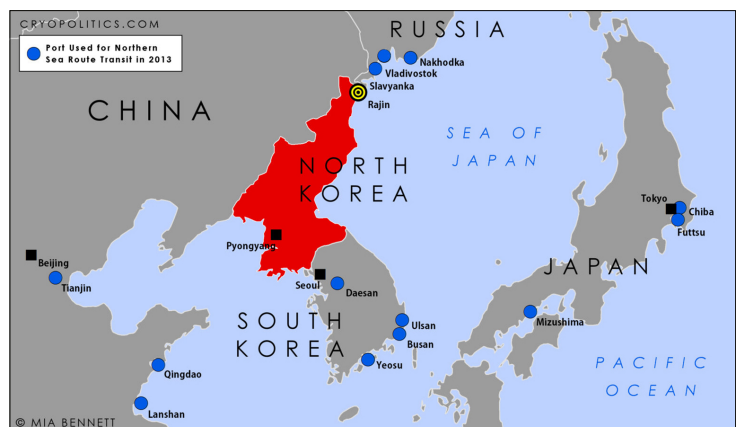 CRYOPOLITICS.COM
RUSSIA
Port Used for Northern
Sea Route Transit in 2013
Nakhodka
Vladivostok
Slavyanka
Rajin
CHINA
SEA OF
JAPAN
NORTH
KOREA
Tokyo
Chiba
Futtsu
Pyongyang
Beijing
Tianjin
JAPAN
Seoul
Daesan
SOUTH
KOREA
Ulsan
Busan
Mizushima
Yeosu
Qingdao
PACIFIC
OCEAN
Lanshan
© MIA BENNETT